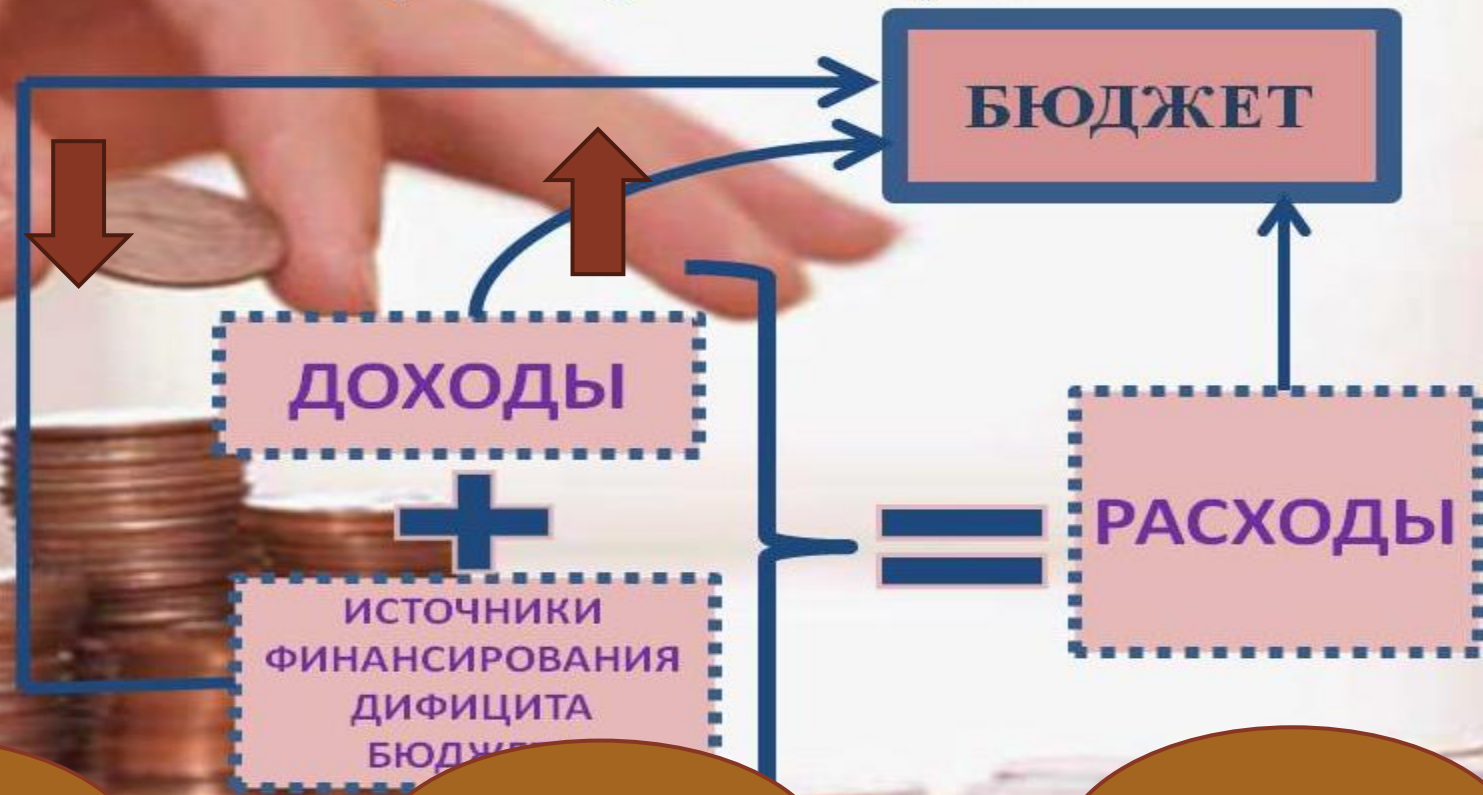 БЮДЖЕТ
ДОХОДЫ
РАСХОДЫ
ИСТОЧНИКИ
ФИНАНСИРОВАНИЯ
ДИФИЦИТА